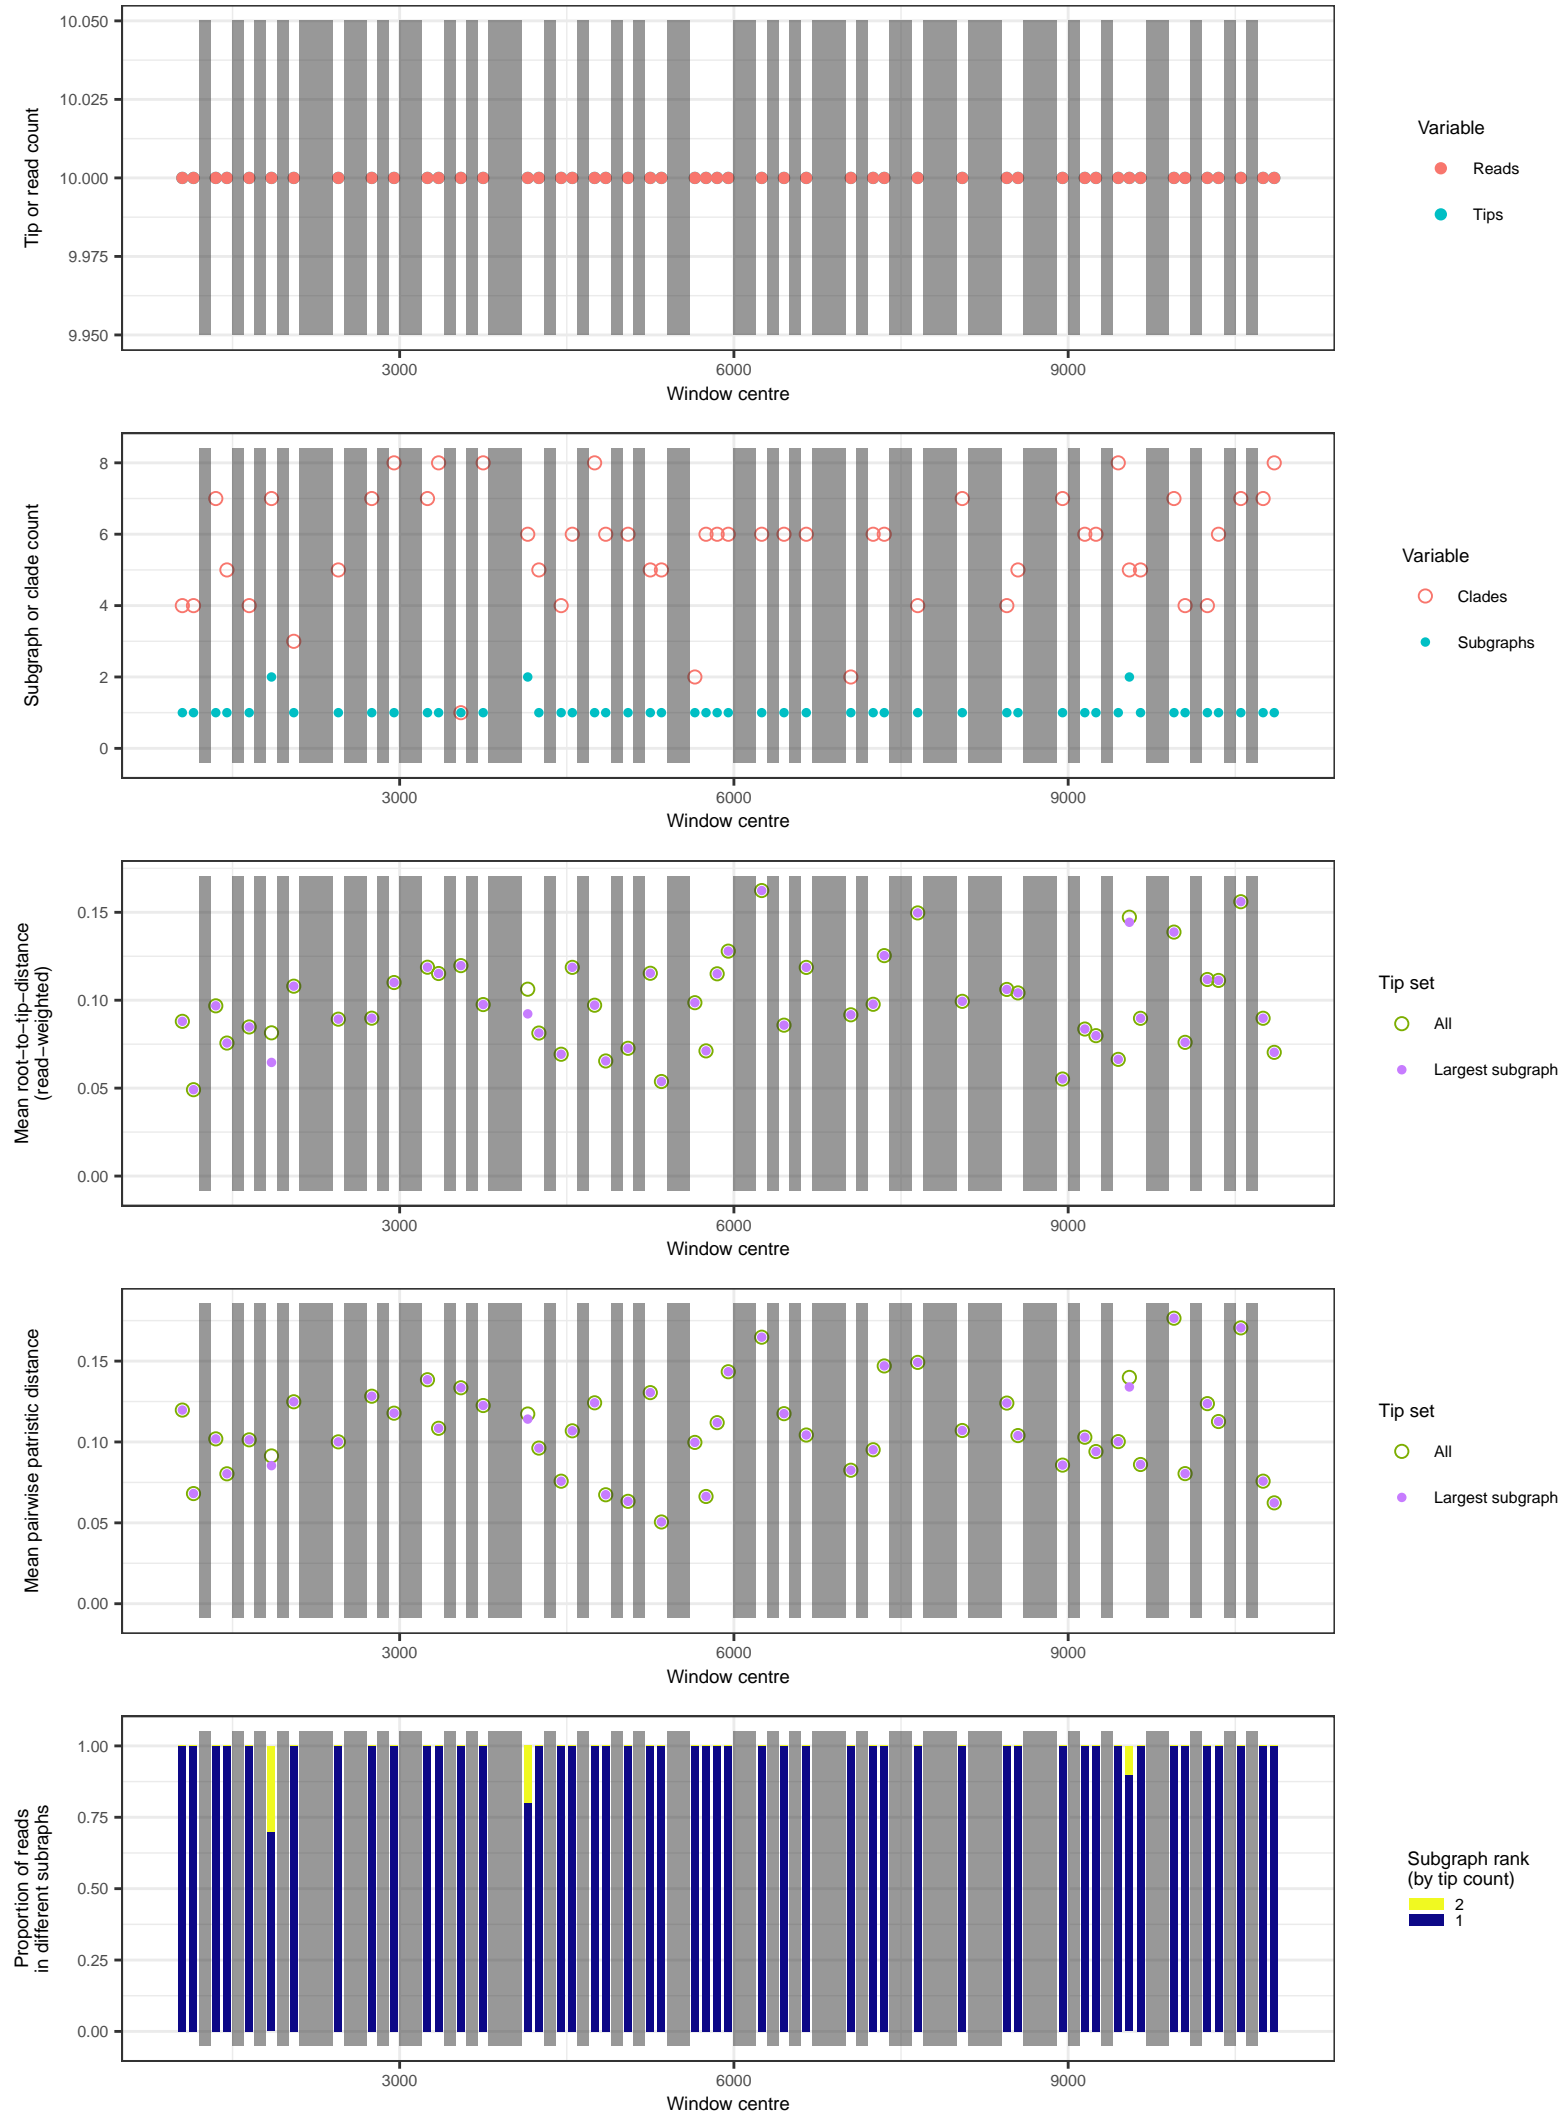 10.050
10.025
10.000
9.975
9.950
Tip or read count
3000
6000
9000
Window centre
Variable
Reads
Tips
8
6
4
2
0
Subgraph or clade count
3000
6000
9000
Window centre
Variable
Clades
Subgraphs
0.15
0.10
0.05
0.00
Mean root−to−tip−distance
(read−weighted)
3000
6000
9000
Window centre
Tip set
All
Largest subgraph
0.15
0.10
0.05
0.00
Mean pairwise patristic distance
3000
6000
9000
Window centre
Tip set
All
Largest subgraph
1.00
0.75
0.50
0.25
0.00
Proportion of reads
in different subraphs
3000
6000
9000
Window centre
Subgraph rank
(by tip count)
2
1